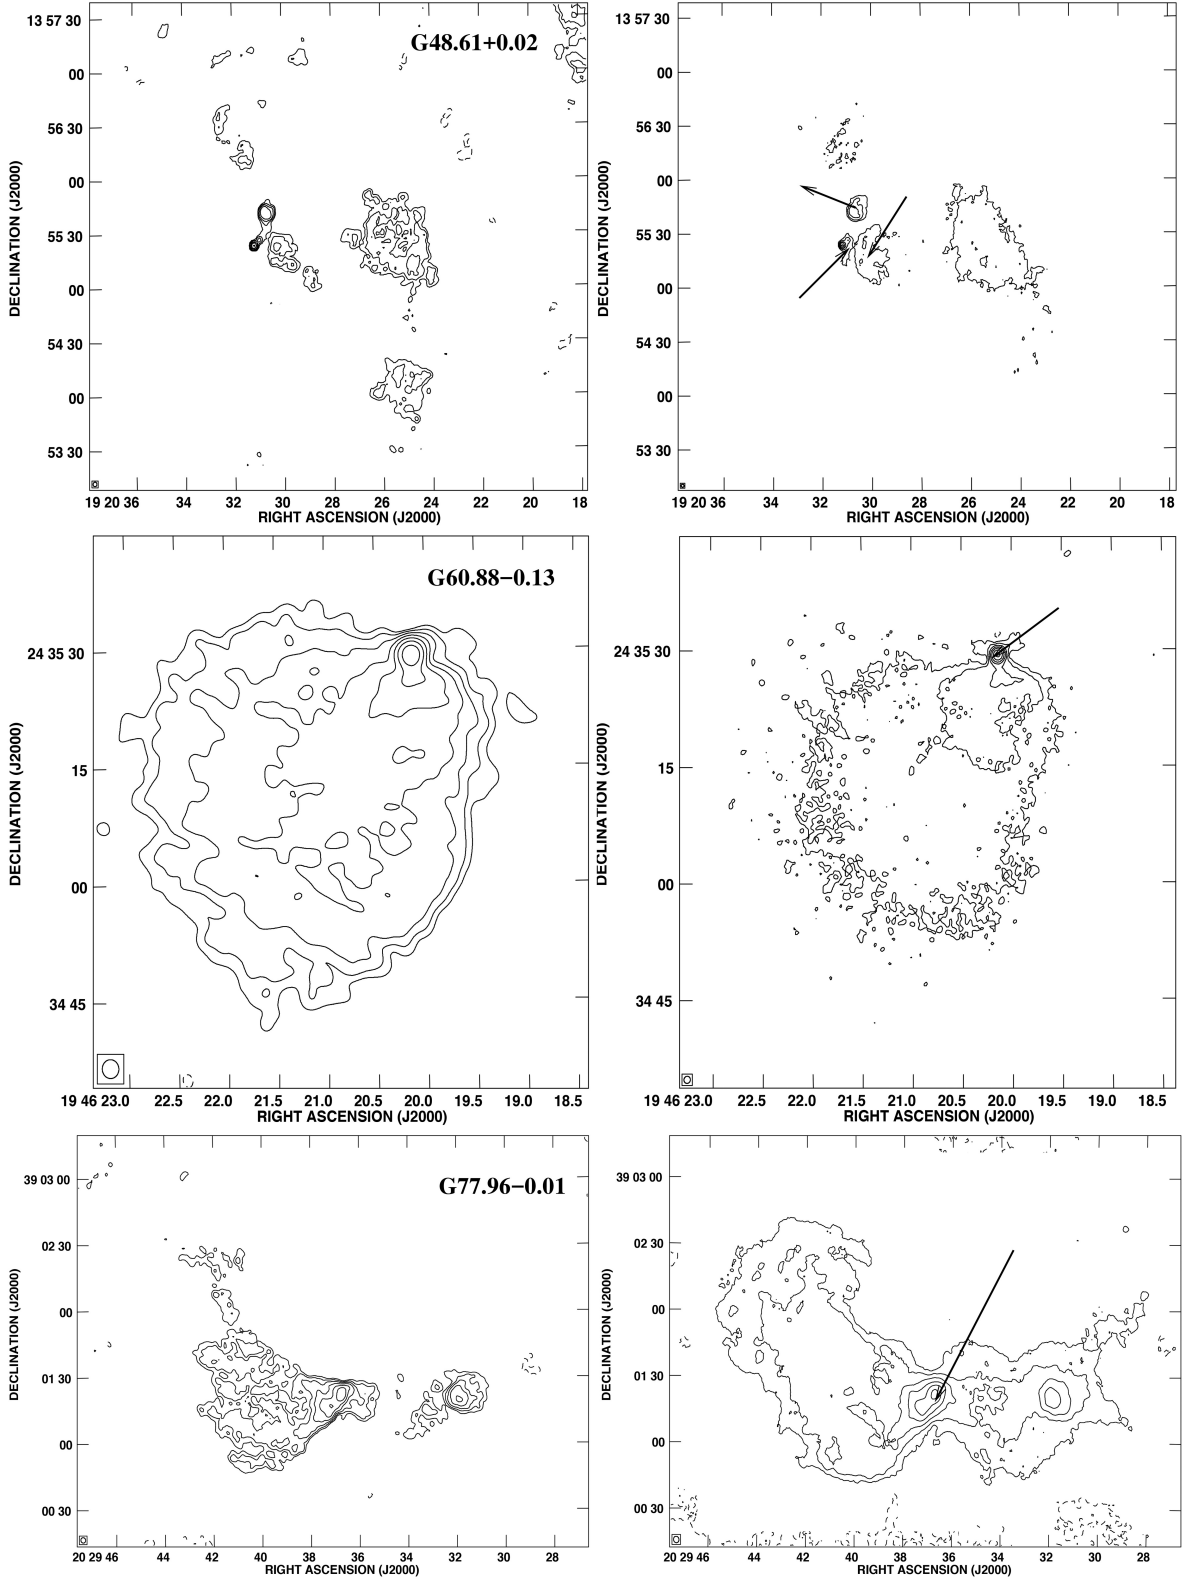 G48.61+0.02
13 57 30
00
56 30
00
55 30
00
54 30
00
53 30
DECLINATION (J2000)
19 20 36 34 32 30 28 26 24 22 20
RIGHT ASCENSION (J2000)
13 57 30
00
56 30
00
55 30
00
54 30
00
53 30
DECLINATION (J2000)
19 20 36 34 32 30 28 26 24 22 20 18
RIGHT ASCENSION (J2000)
G60.88−0.13
24 35 30
15
00
34 45
DECLINATION (J2000)
19 46 23.0 22.5 22.0 21.5 21.0 20.5 20.0 19.5 19.0 18.5
RIGHT ASCENSION (J2000)
24 35 30
15
00
34 45
DECLINATION (J2000)
19 46 23.0 22.5 22.0 21.5 21.0 20.5 20.0 19.5 19.0 18.5
RIGHT ASCENSION (J2000)
G77.96−0.01
39 03 00
02 30
00
01 30
00
00 30
DECLINATION (J2000)
20 29 46 44 42 40 38 36 34 32 30 28
RIGHT ASCENSION (J2000)
39 03 00
02 30
00
01 30
00
00 30
DECLINATION (J2000)
20 29 46 44 42 40 38 36 34 32 30 28
RIGHT ASCENSION (J2000)